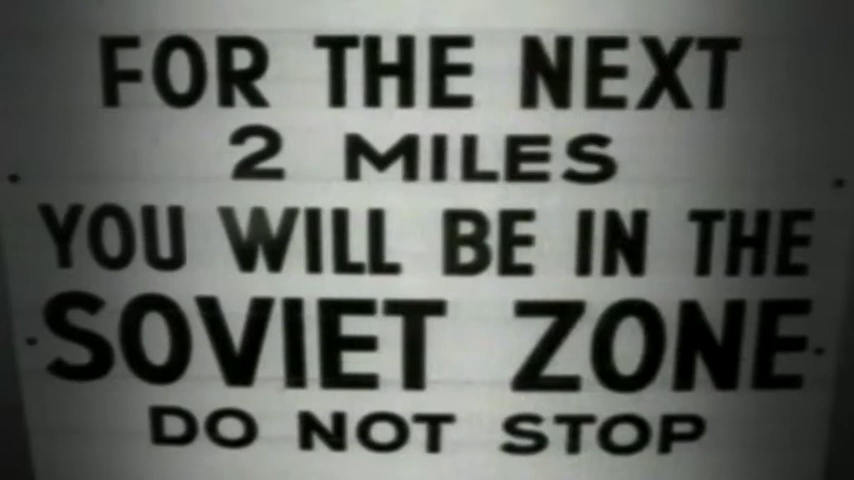 FOR THE NEXT
2 MILES
YOU WILL BE IN THE
SOVIET ZONE
DO NOT STOP